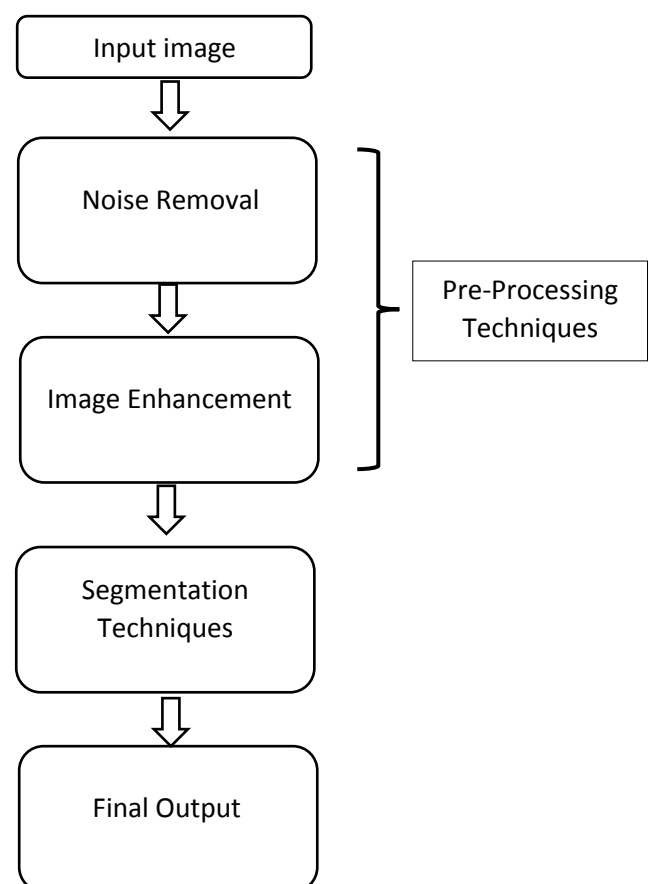 Input image
Noise Removal
Pre-Processing
Techniques
Image Enhancement
Segmentation
Techniques
Final Output